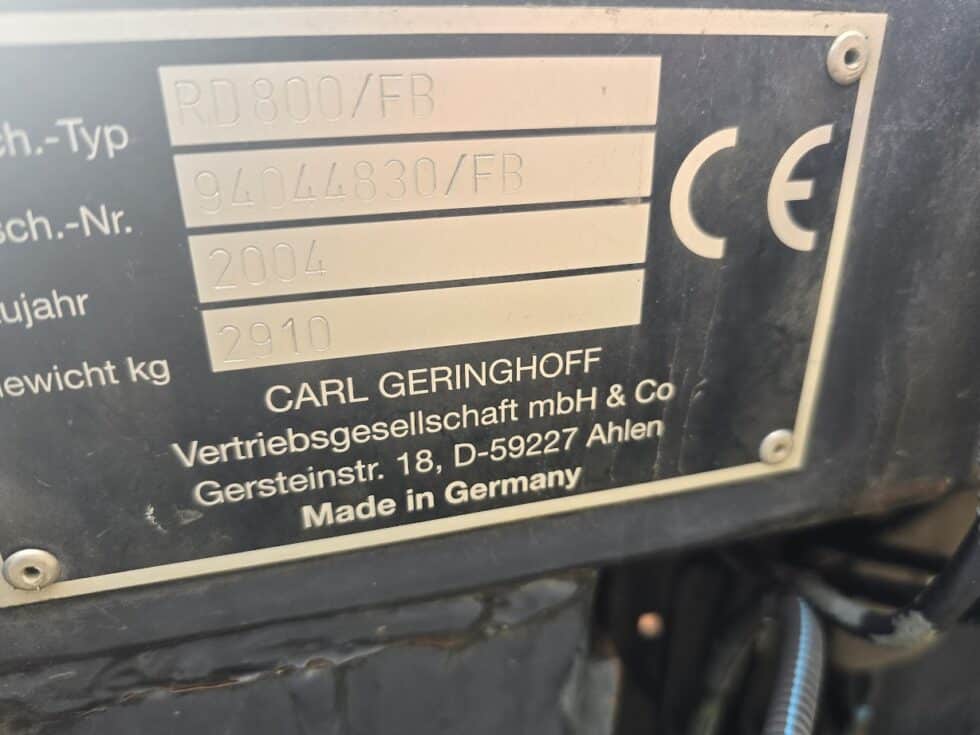 ch.-Typ RD800/FB
sch.-Nr. 94044830/FB
ujahr 2004
ewicht kg 2910
CE
CARL GERINGHOFF
Vertriebsgesellschaft mbH & Co
Gersteinstr. 18, D-59227 Ahlen
Made in Germany